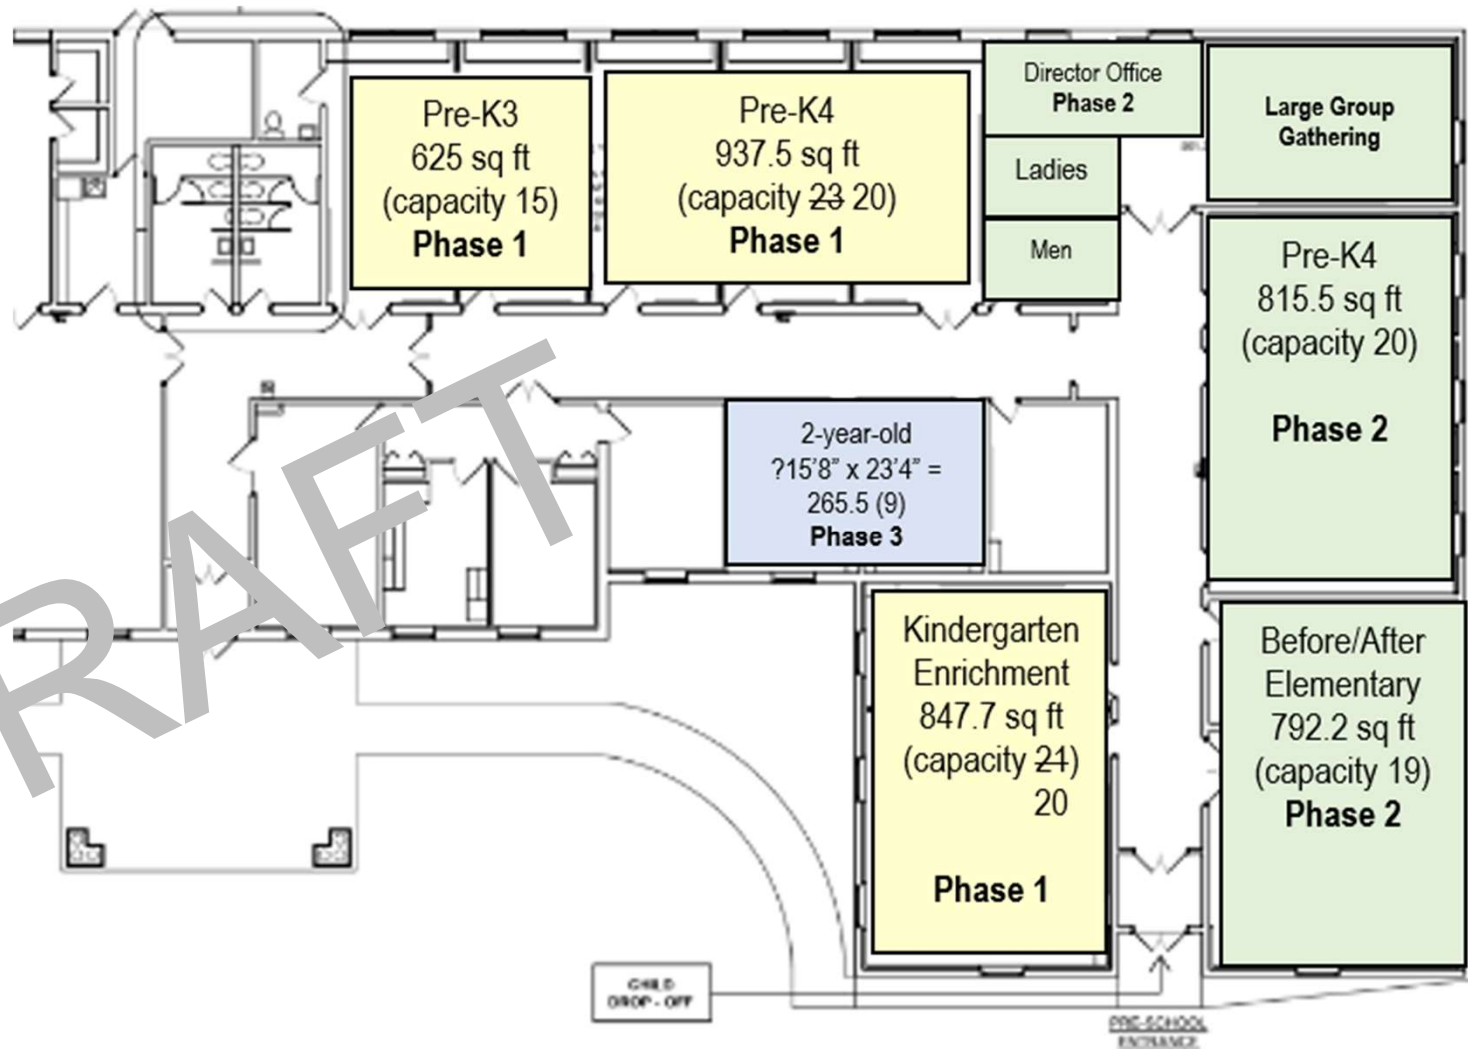 Pre-K3
625 sq ft
(capacity 15)
Phase 1
Pre-K4
937.5 sq ft
(capacity 23 20)
Phase 1
Director Office
Phase 2
Large Group
Gathering
Ladies
Men
Pre-K4
815.5 sq ft
(capacity 20)
Phase 2
2-year-old
?15'8" x 23'4" =
265.5 (9)
Phase 3
Kindergarten
Enrichment
847.7 sq ft
(capacity 21)
20
Phase 1
Before/After
Elementary
792.2 sq ft
(capacity 19)
Phase 2
RAFT
CHILD
DROP - OFF
PRE-SCHOOL
ENTRANCE